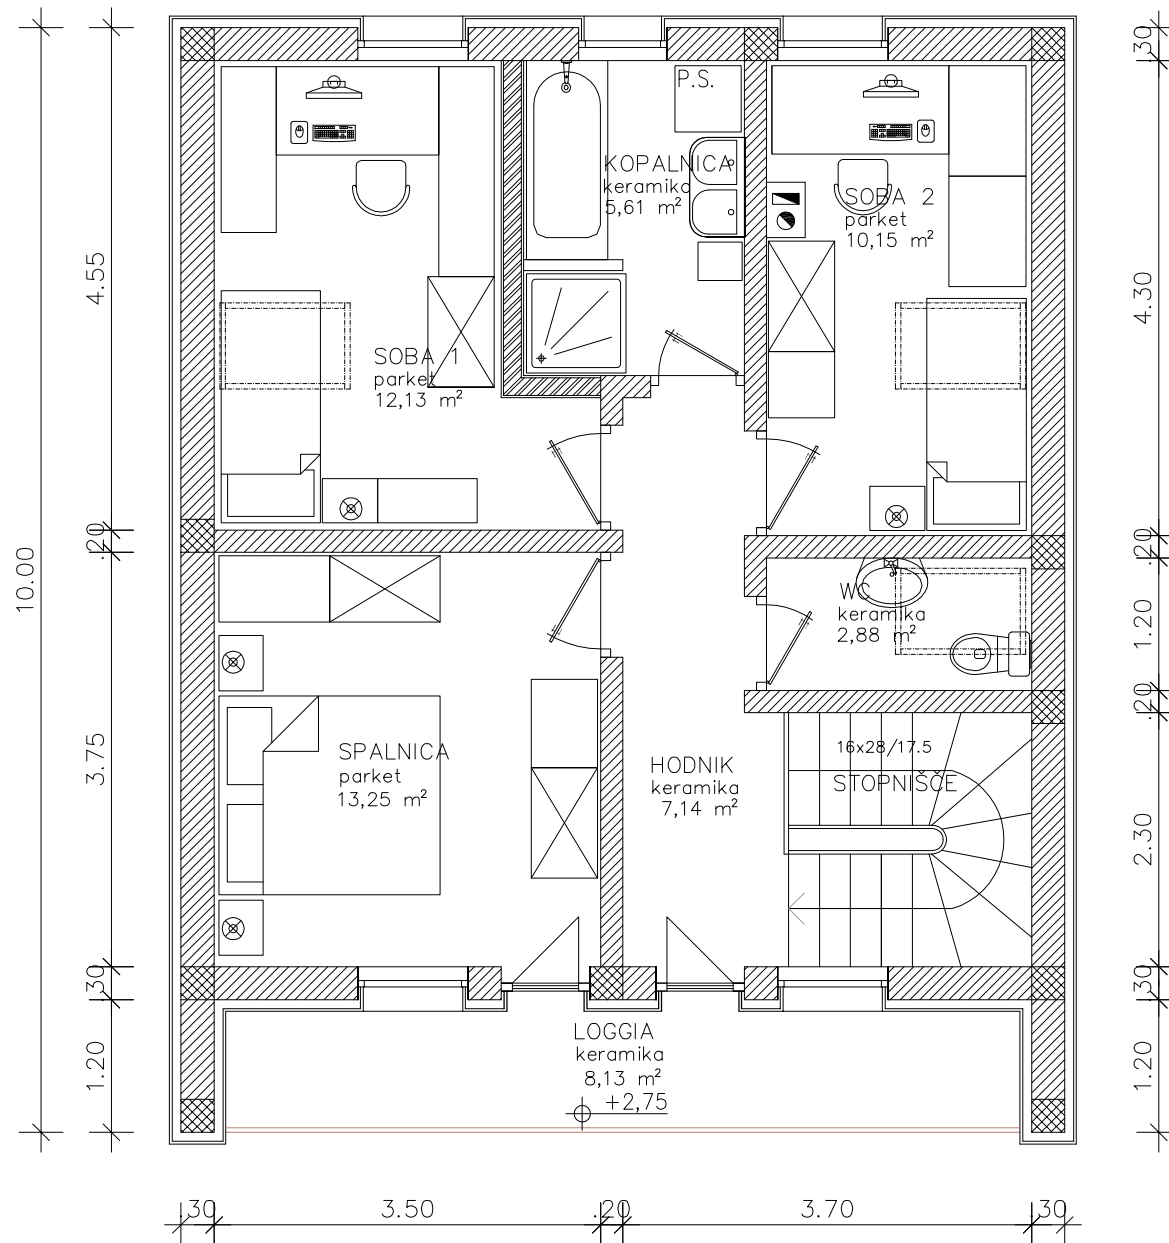 P.S.
KOPALNICA
keramika
5,61 m²
SOBA 2
parket
10,15 m²
SOBA 1
parket
12,13 m²
WC
keramika
2,88 m²
SPALNICA
parket
13,25 m²
HODNIK
keramika
7,14 m²
16x28/17.5
STOPNIŠČE
LOGGIA
keramika
8,13 m²
+2,75
10.00
4.55
.20
3.75
.30
1.20
.30
4.30
.20
1.20
.20
2.30
.30
1.20
.30
3.50
.20
3.70
.30